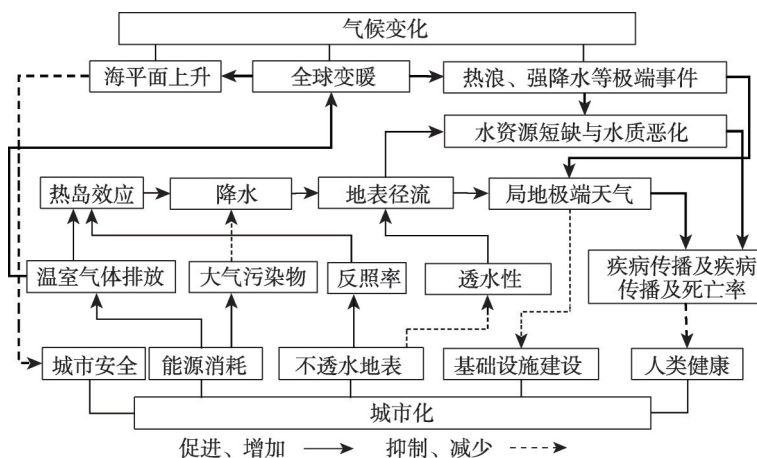 气候变化
海平面上升
全球变暖
热浪、强降水等极端事件
水资源短缺与水质恶化
热岛效应
降水
地表径流
局地极端天气
温室气体排放
大气污染物
反照率
透水性
疾病传播及疾病
传播及死亡率
城市安全
能源消耗
不透水地表
基础设施建设
人类健康
城市化
促进、增加
抑制、减少